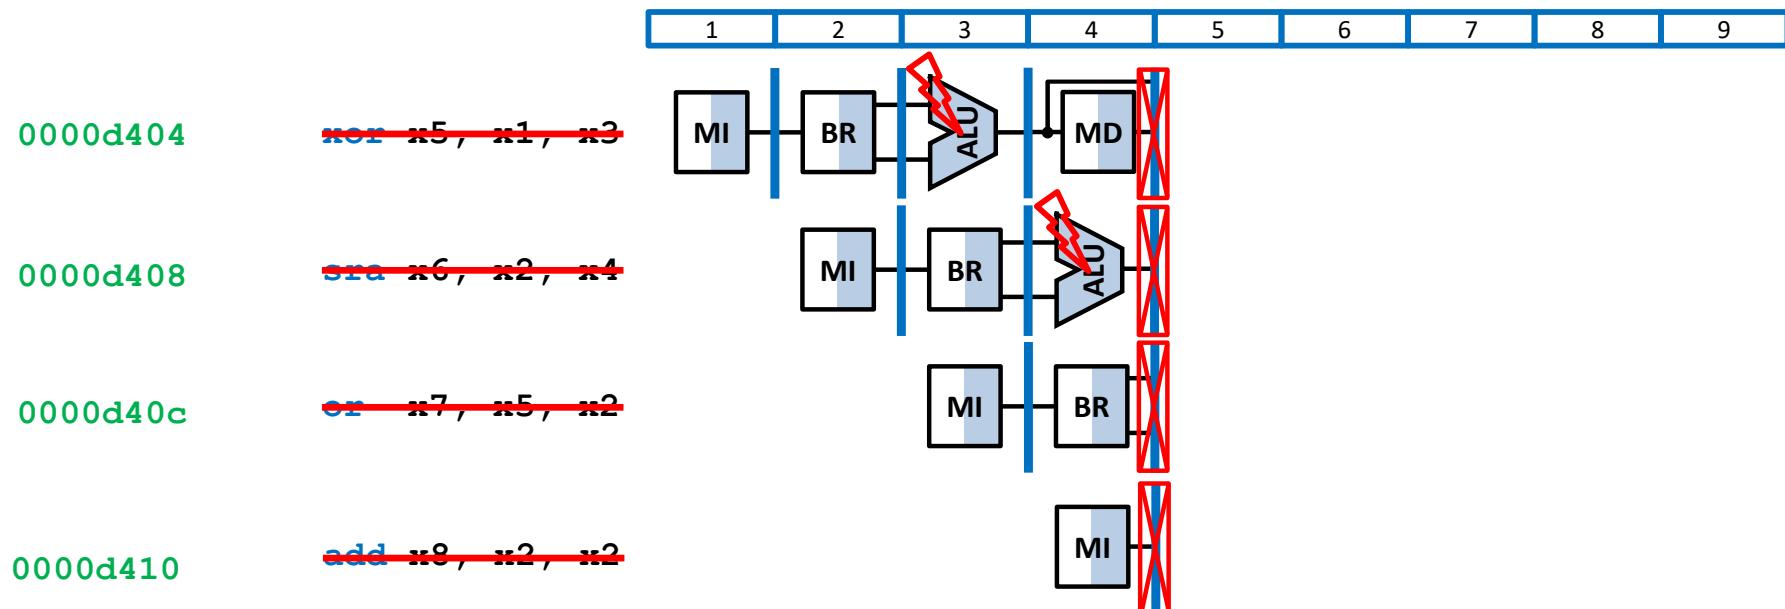 1 2 3 4 5 6 7 8 9
0000d404 xor x5, x1, x3 MI BR ALU MD
0000d408 sra x6, x2, x4 MI BR ALU
0000d40c or x7, x5, x2 MI BR
0000d410 add x8, x2, x2 MI